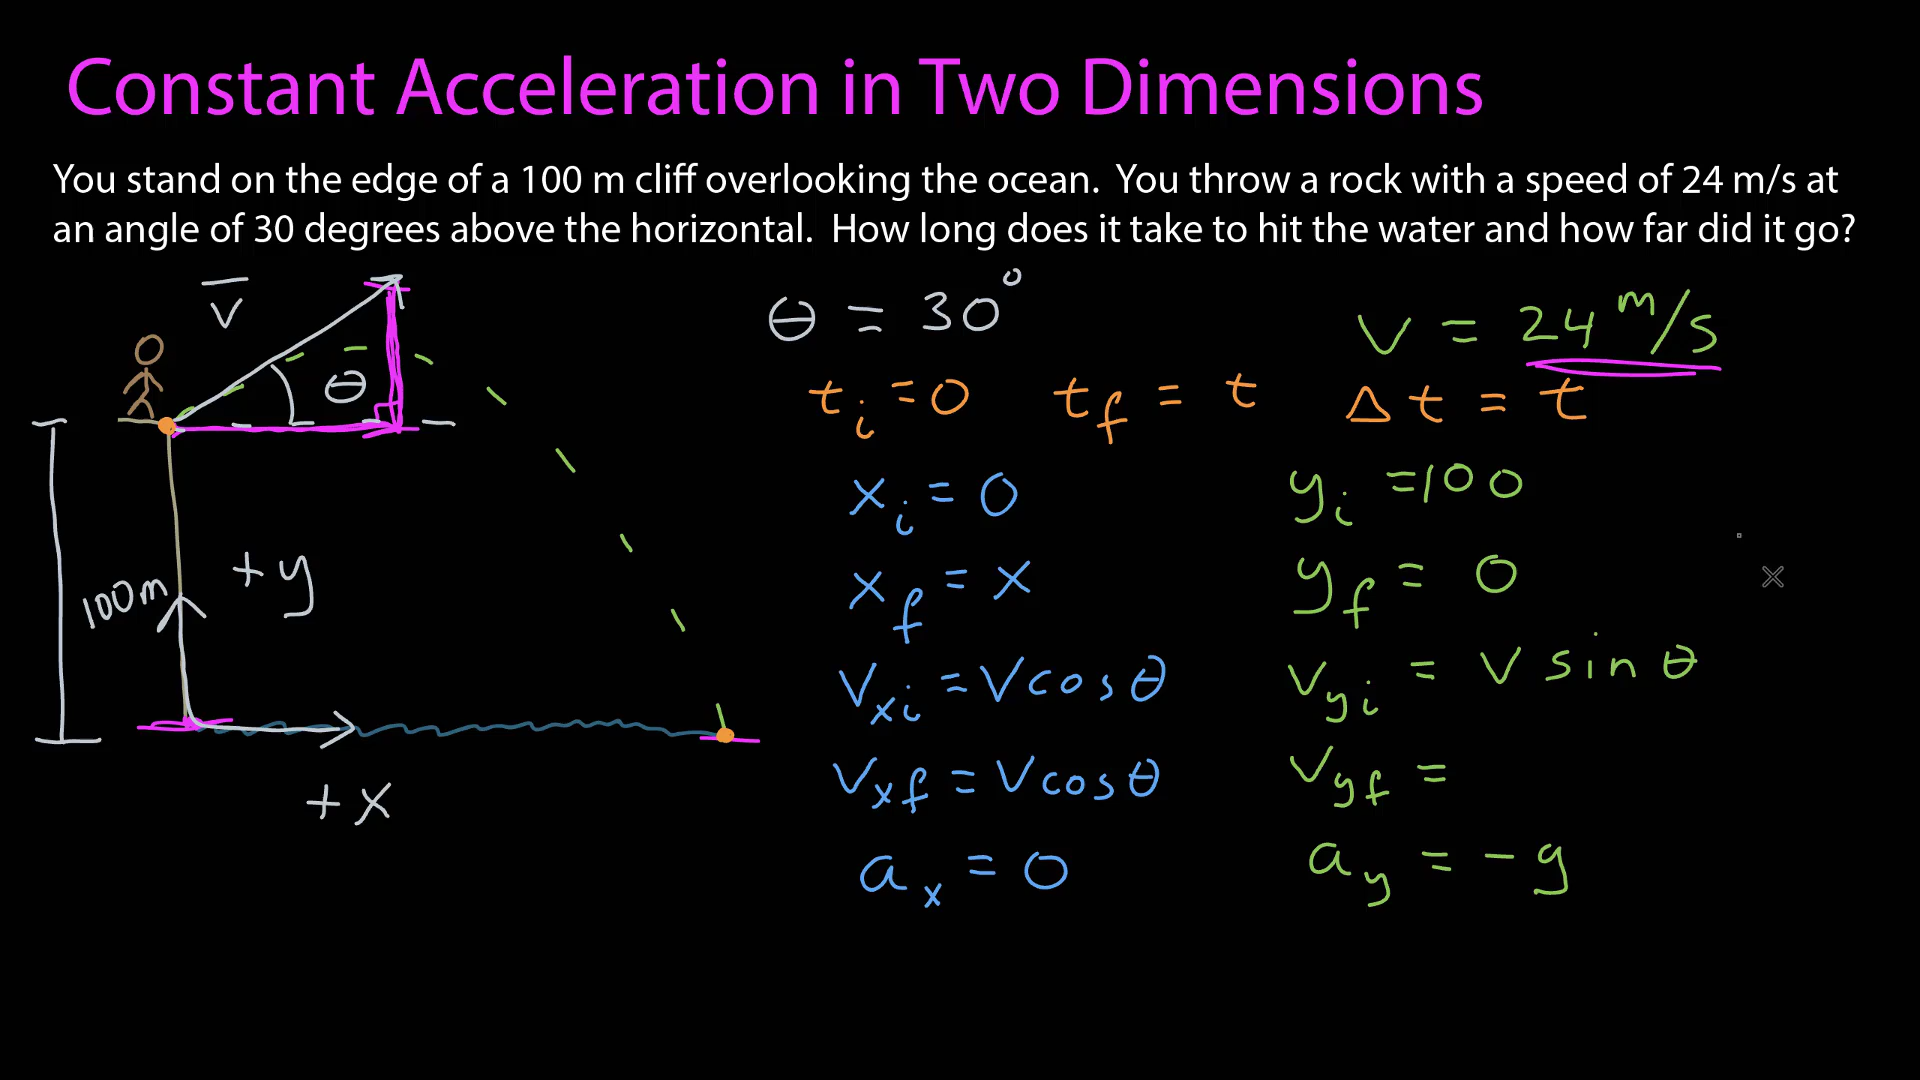 Constant Acceleration in Two Dimensions
You stand on the edge of a 100 m cliff overlooking the ocean.  You throw a rock with a speed of 24 m/s at
an angle of 30 degrees above the horizontal.  How long does it take to hit the water and how far did it go?
v
θ
100m
+y
+x
θ = 30°
v = 24 m/s
t_i = 0
t_f = t
Δt = t
x_i = 0
y_i = 100
x_f = x
y_f = 0
v_xi = v cos θ
v_yi = v sin θ
v_xf = v cos θ
v_yf =
a_x = 0
a_y = -g